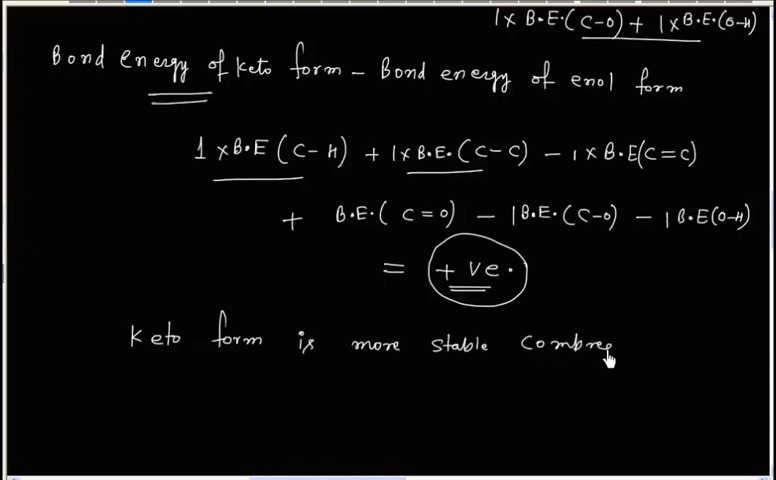 1 x B.E.(C-O) + 1 x B.E.(O-H)
Bond energy of keto form - Bond energy of enol form
1 x B.E (C-H) + 1 x B.E. (C-C) - 1 x B.E(C=C)
+ B.E.( C=O) - 1 B.E.(C-O) - 1 B.E(O-H)
= + ve.
Keto form is more stable Combre